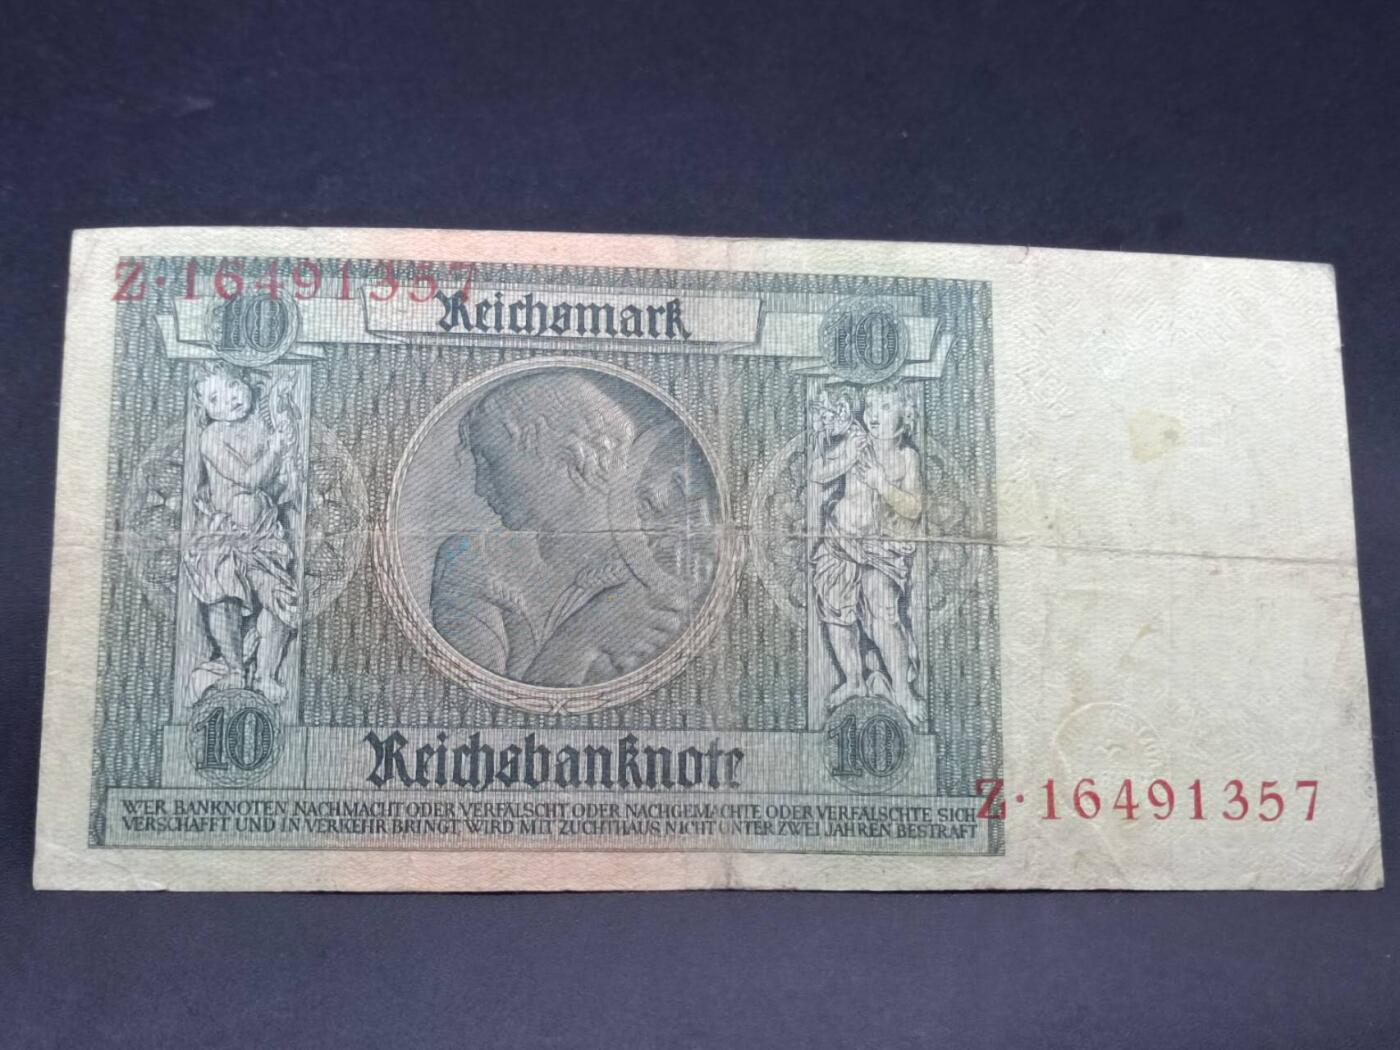 Z·16491357
10 Reichsmark 10
10 Reichsbanknote 10
WER BANKNOTEN NACHMACHT ODER VERFÄLSCHT ODER NACHGEMACHTE ODER VERFÄLSCHTE SICH
VERSCHAFFT UND IN VERKEHR BRINGT, WIRD MIT ZUCHTHAUS NICHT UNTER ZWEI JAHREN BESTRAFT
Z·16491357